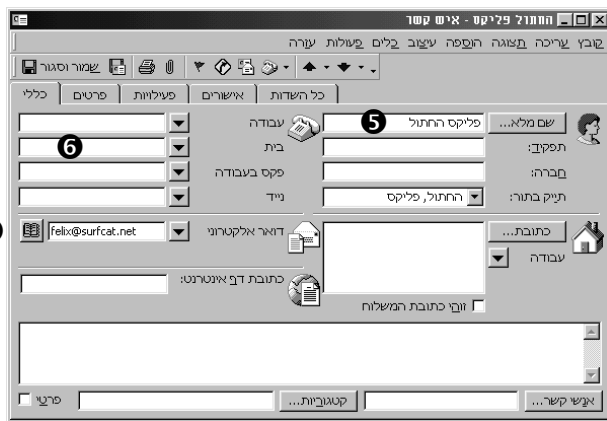 החתול פליקס - איש קשר
קובץ עריכה תצוגה הוספה עיצוב כלים פעולות עזרה
שמור וסגור
כללי פרטים פעילויות אישורים כל השדות
שם מלא... פליקס החתול 5 עבודה
תפקיד: בית 6
חברה: פקס בעבודה
תייק בתור: החתול, פליקס נייד
כתובת... דואר אלקטרוני felix@surfcat.net
עבודה כתובת דף אינטרנט:
זוהי כתובת המשלוח
אנשי קשר... קטגוריות... פרטי